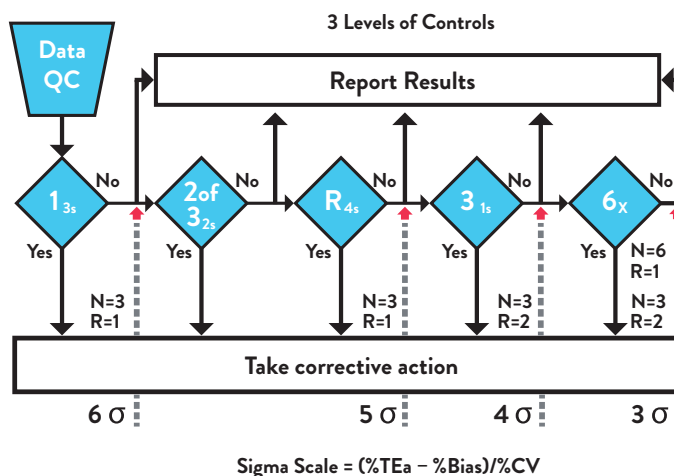 3 Levels of Controls
Data
QC
Report Results
No
No
No
No
No
1 3s
2of
3 2s
R 4s
3 1s
6X
Yes
Yes
Yes
Yes
Yes
N=6
R=1
N=3
R=1
N=3
R=1
N=3
R=2
N=3
R=2
Take corrective action
6 σ
5 σ
4 σ
3 σ
Sigma Scale = (%TEa – %Bias)/%CV